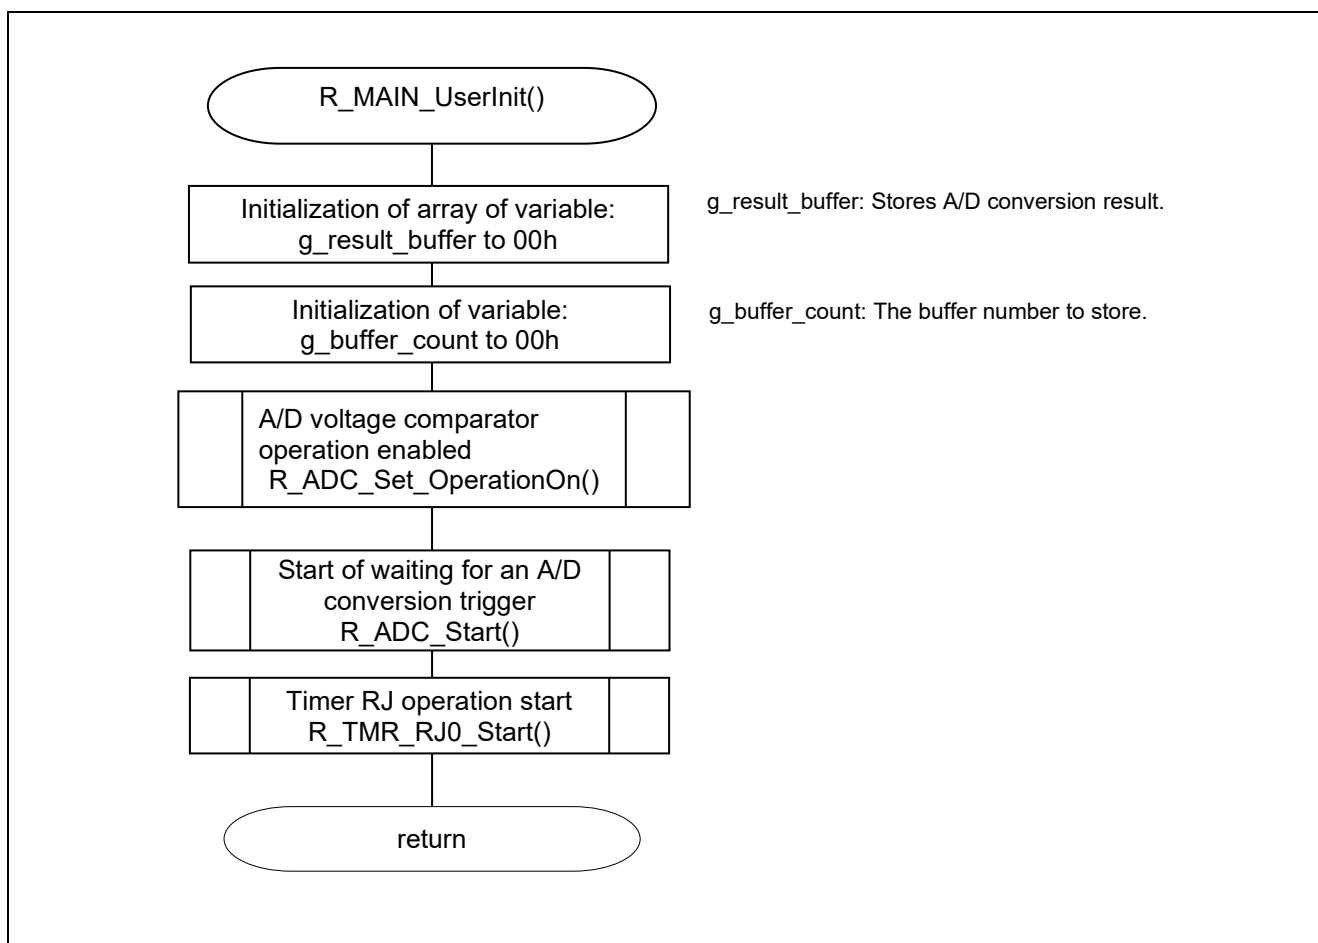 R_MAIN_UserInit()
Initialization of array of variable:
g_result_buffer to 00h
g_result_buffer: Stores A/D conversion result.
Initialization of variable:
g_buffer_count to 00h
g_buffer_count: The buffer number to store.
A/D voltage comparator
operation enabled
R_ADC_Set_OperationOn()
Start of waiting for an A/D
conversion trigger
R_ADC_Start()
Timer RJ operation start
R_TMR_RJ0_Start()
return